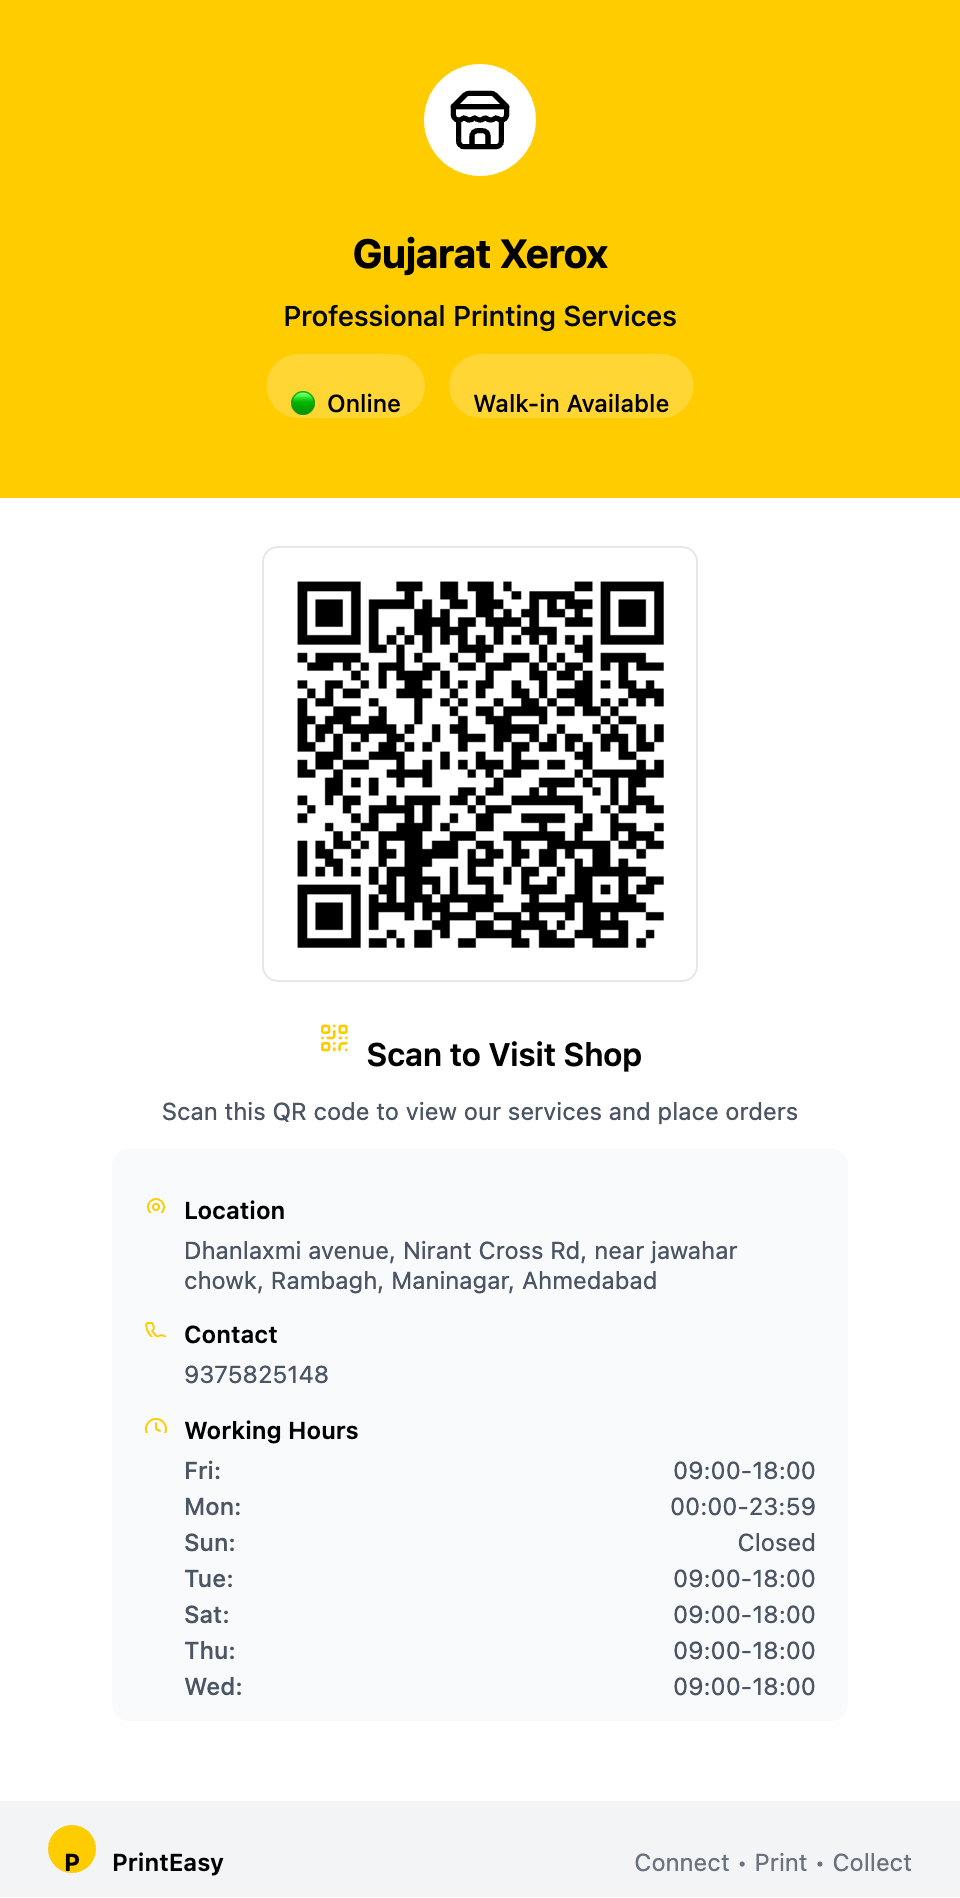 Gujarat Xerox
Professional Printing Services
Online
Walk-in Available
Scan to Visit Shop
Scan this QR code to view our services and place orders
Location
Dhanlaxmi avenue, Nirant Cross Rd, near jawahar
chowk, Rambagh, Maninagar, Ahmedabad
Contact
9375825148
Working Hours
Fri: 09:00-18:00
Mon: 00:00-23:59
Sun: Closed
Tue: 09:00-18:00
Sat: 09:00-18:00
Thu: 09:00-18:00
Wed: 09:00-18:00
P PrintEasy
Connect • Print • Collect